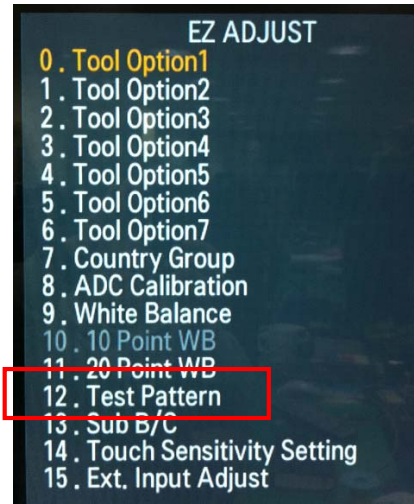 EZ ADJUST
0 . Tool Option1
1 . Tool Option2
2 . Tool Option3
3 . Tool Option4
4 . Tool Option5
5 . Tool Option6
6 . Tool Option7
7 . Country Group
8 . ADC Calibration
9 . White Balance
10 . 10 Point WB
11 . 20 Point WB
12 . Test Pattern
13 . Sub B/C
14 . Touch Sensitivity Setting
15 . Ext. Input Adjust